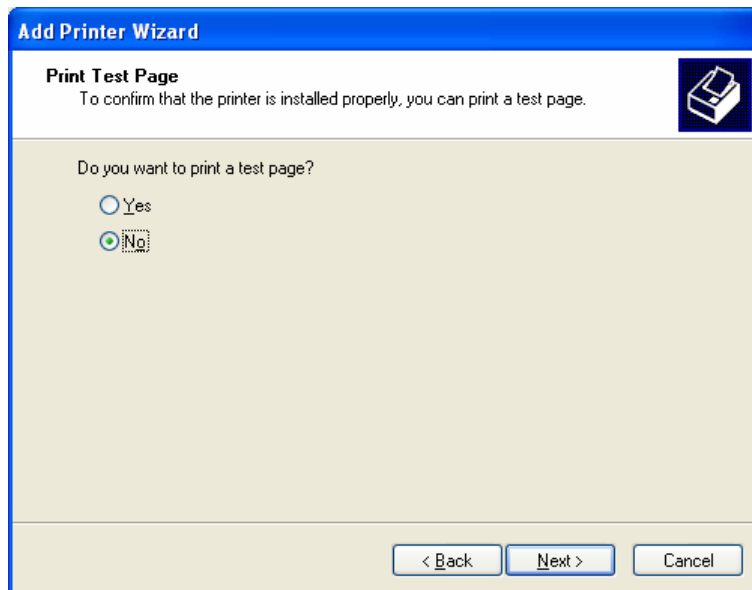 Add Printer Wizard
Print Test Page
To confirm that the printer is installed properly, you can print a test page.
Do you want to print a test page?
Yes
No
< Back
Next >
Cancel